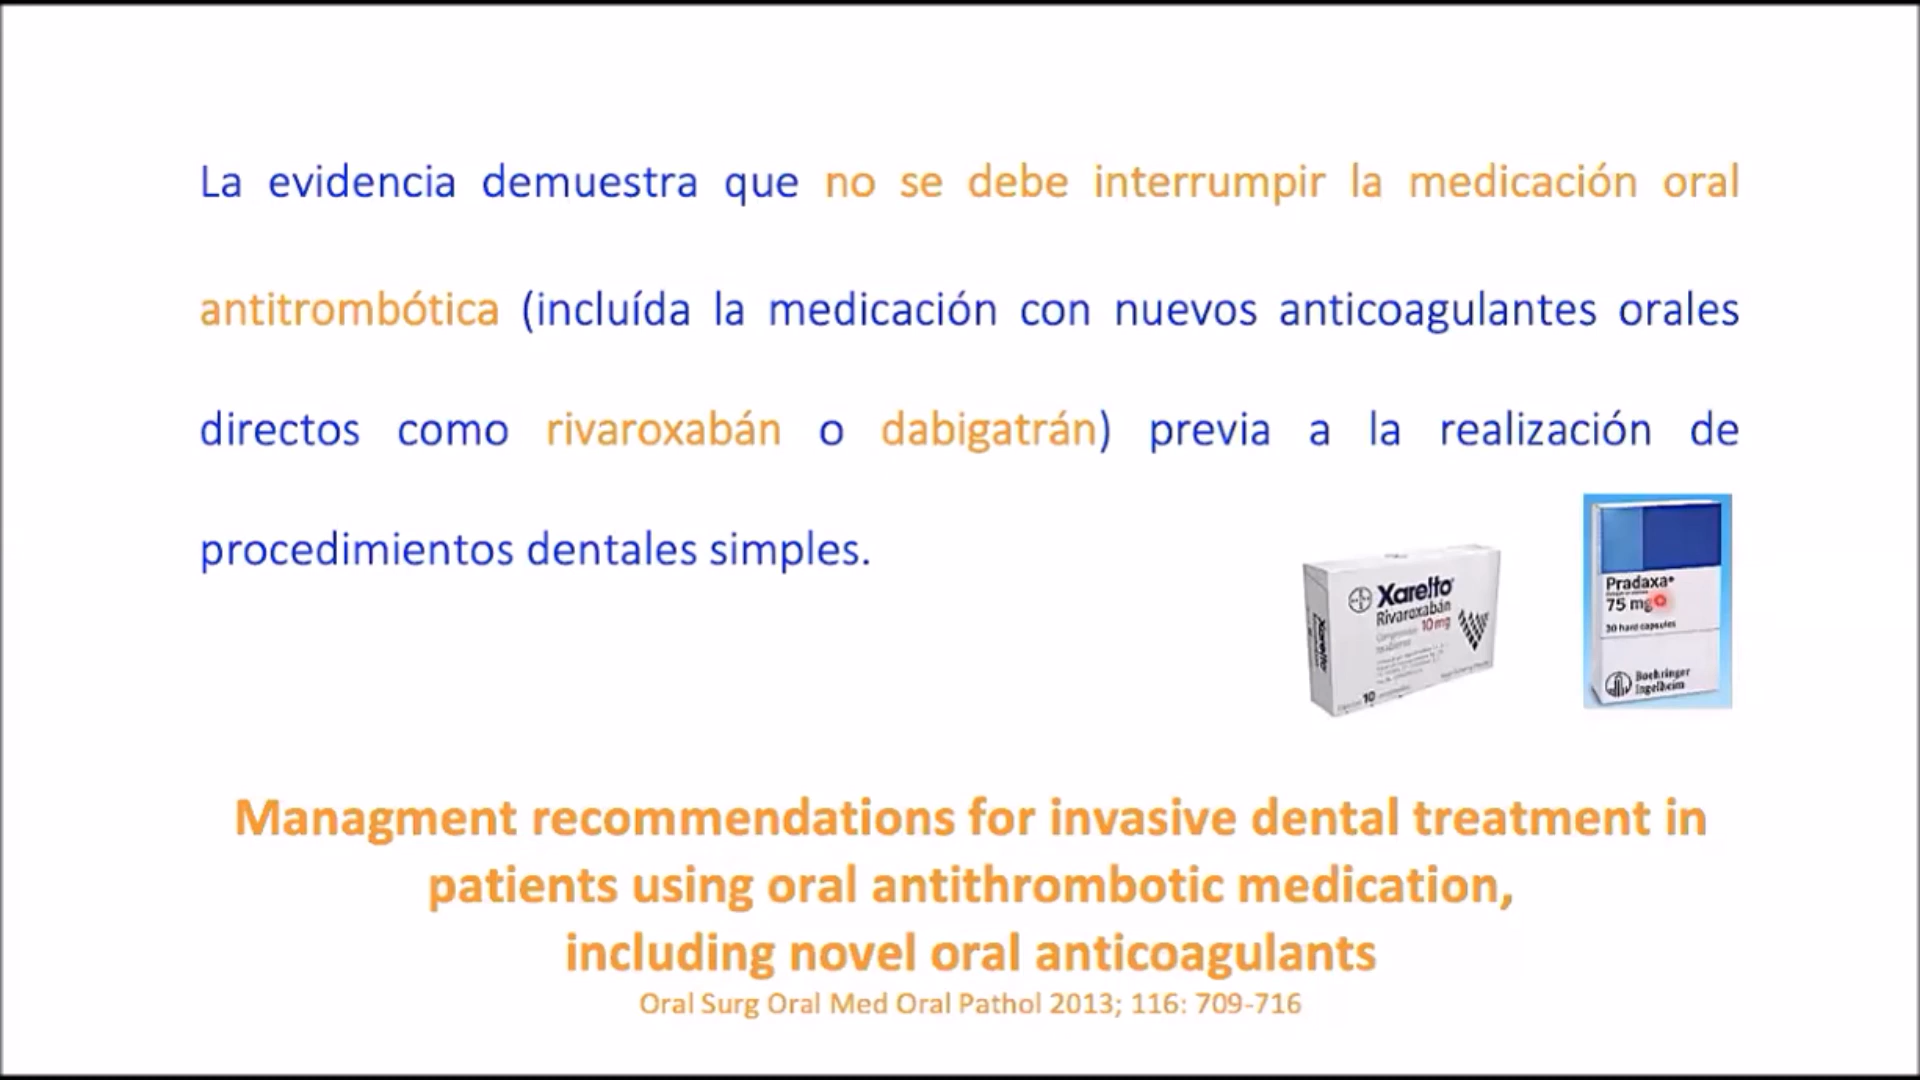 La evidencia demuestra que no se debe interrumpir la medicación oral
antitrombótica (incluída la medicación con nuevos anticoagulantes orales
directos como rivaroxabán o dabigatrán) previa a la realización de
procedimientos dentales simples.
Xarelto
Rivaroxabán
10 mg
Xarelto
10
Pradaxa
75 mg
30 hard capsules
Boehringer
Ingelheim
Managment recommendations for invasive dental treatment in
patients using oral antithrombotic medication,
including novel oral anticoagulants
Oral Surg Oral Med Oral Pathol 2013; 116: 709-716